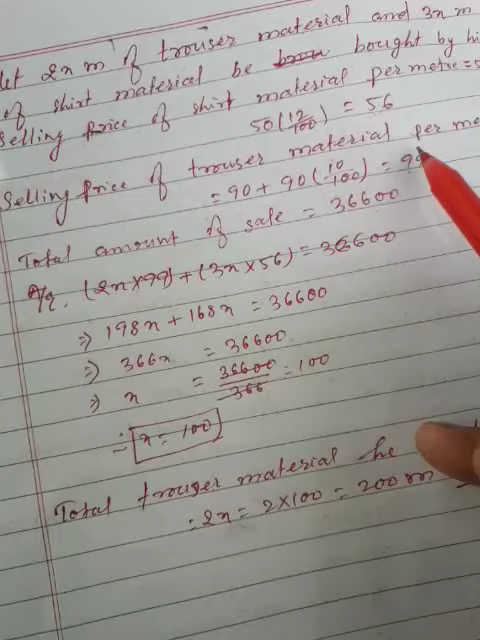 Let 2x m of trouser material and 3x m
of shirt material be bought by hi
Selling price of shirt material per metre = 5
50(12/100) = 56
Selling price of trouser material per me
= 90 + 90(10/100) = 99
Total amount of sale = 36600
A/q. (2x×99) + (3x×56) = 36600
⇒ 198x + 168x = 36600
⇒ 366x = 36600
⇒ x = 36600/366 = 100
∴ x = 100
Total trouser material he
= 2x = 2×100 = 200m